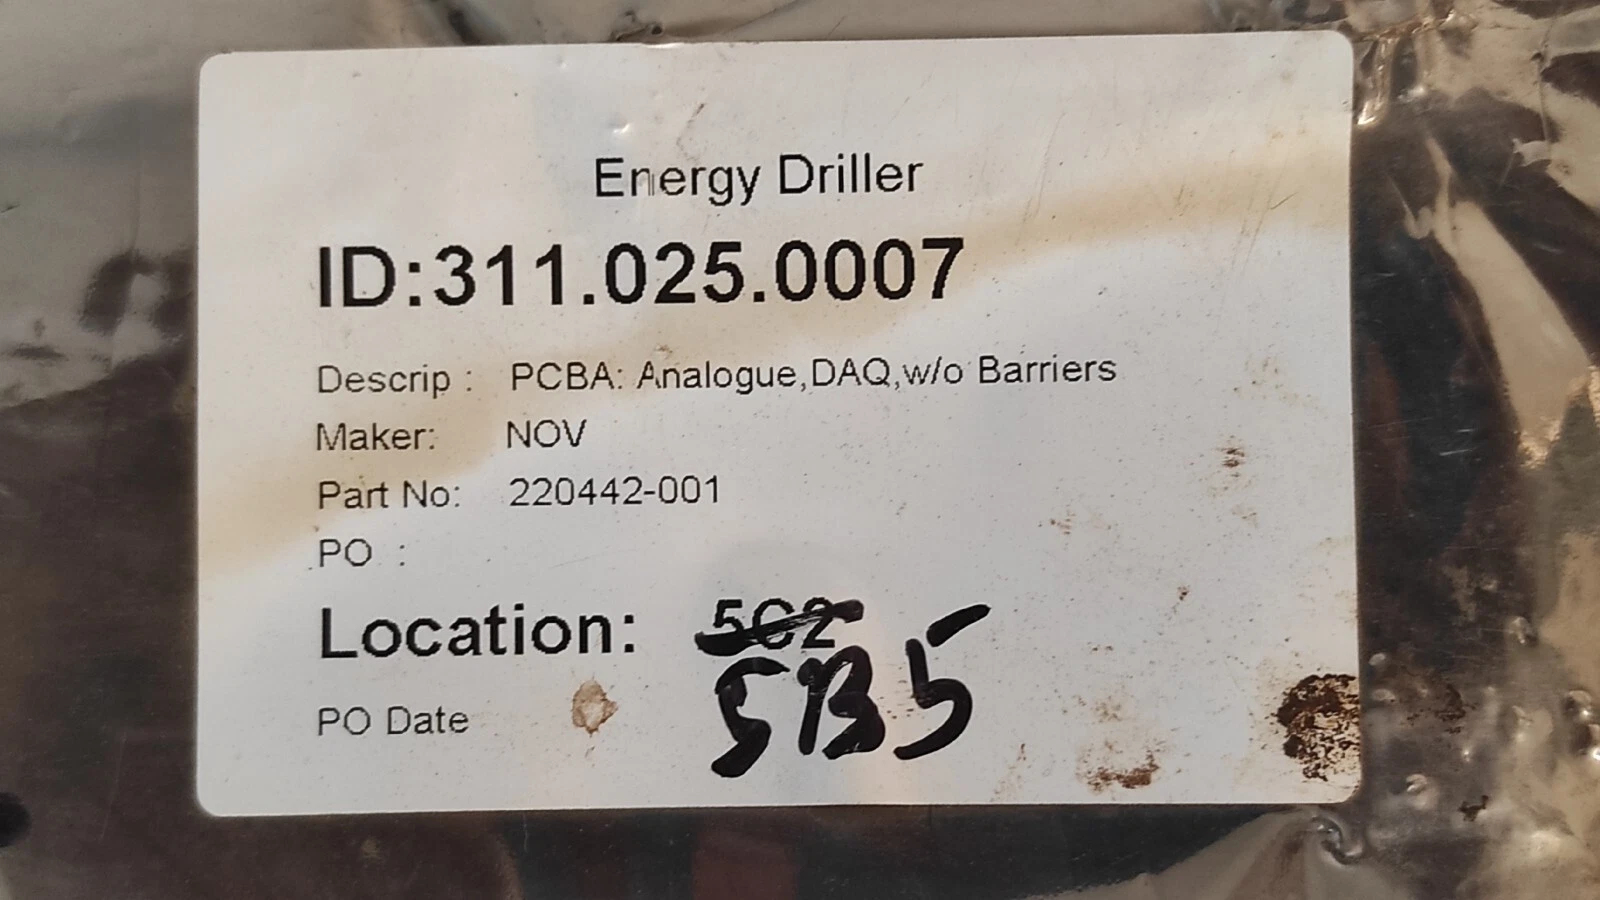 Energy Driller
ID:311.025.0007
Descrip : PCBA: Analogue,DAQ,w/o Barriers
Maker: NOV
Part No: 220442-001
PO :
Location: 5C2
5B5
PO Date